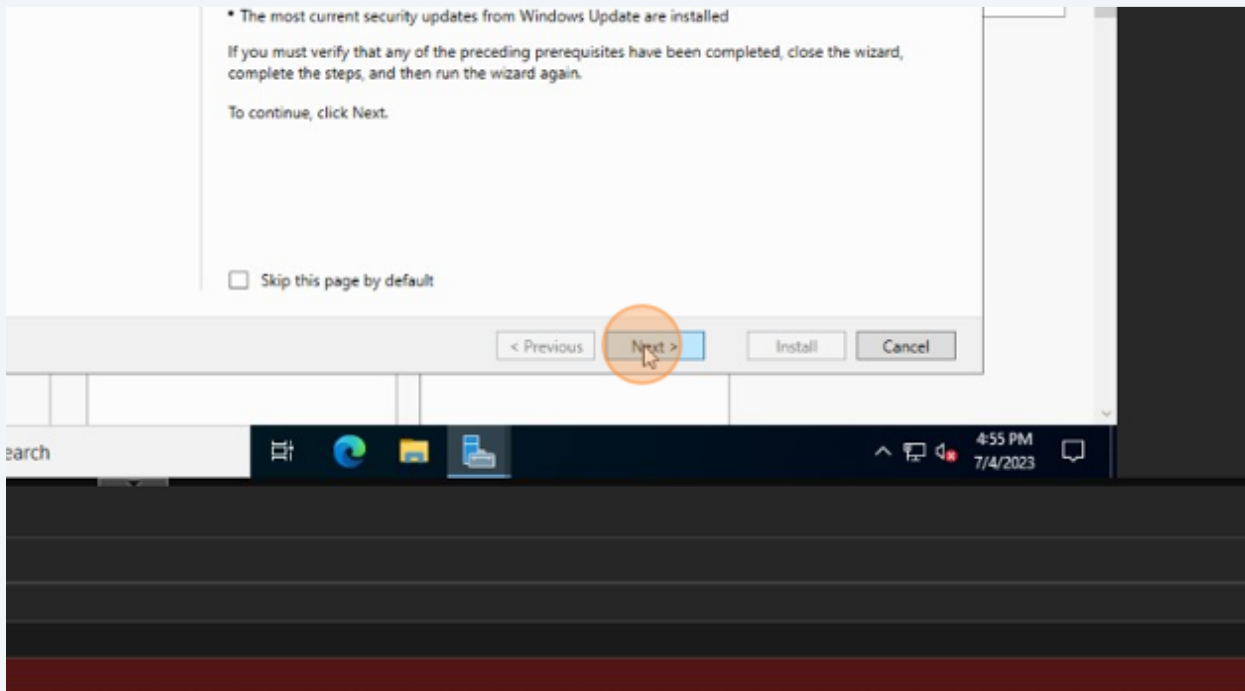 • The most current security updates from Windows Update are installed
If you must verify that any of the preceding prerequisites have been completed, close the wizard,
complete the steps, and then run the wizard again.
To continue, click Next.
Skip this page by default
< Previous
Next >
Install
Cancel
earch
4:55 PM
7/4/2023